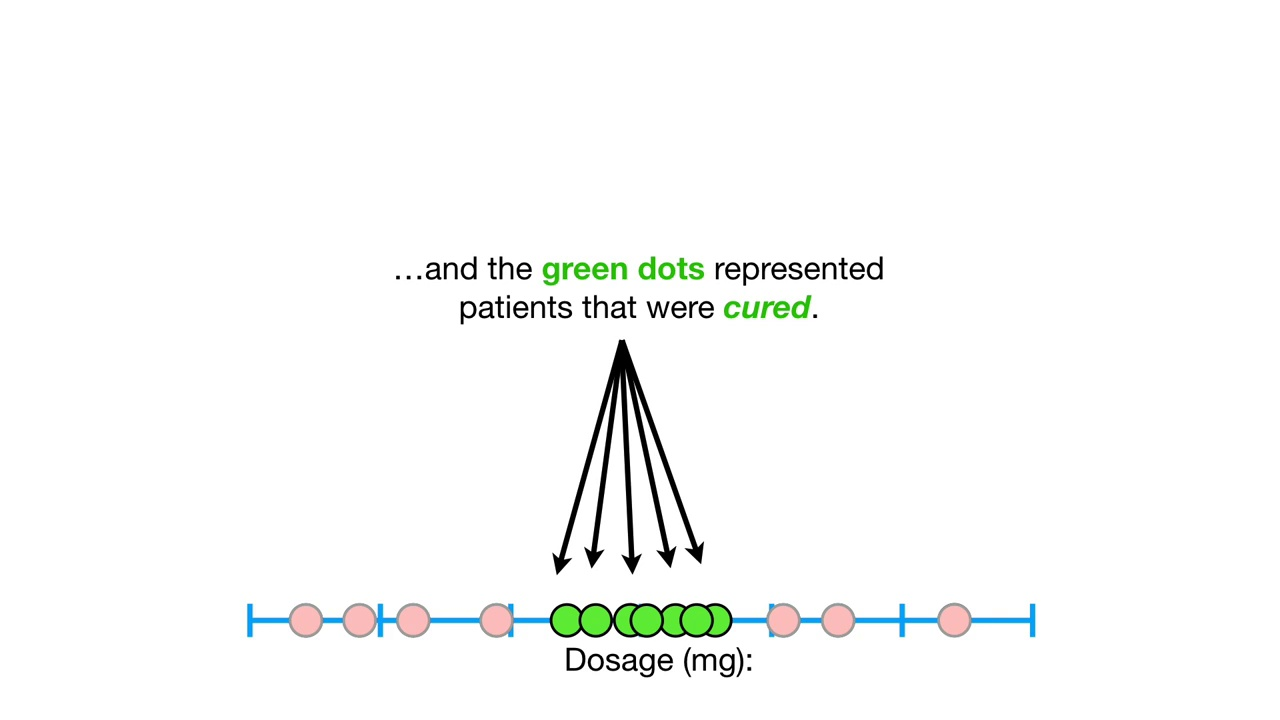 …and the green dots represented
patients that were cured.
Dosage (mg):